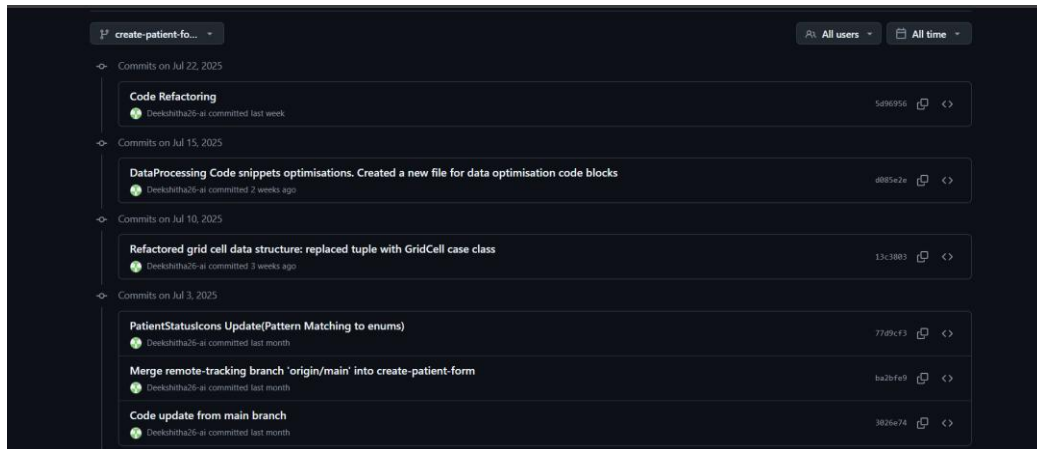 create-patient-fo...
All users
All time
Commits on Jul 22, 2025
Code Refactoring
5d96956
Deekshitha26-ai committed last week
Commits on Jul 15, 2025
DataProcessing Code snippets optimisations. Created a new file for data optimisation code blocks
d085e2e
Deekshitha26-ai committed 2 weeks ago
Commits on Jul 10, 2025
Refactored grid cell data structure: replaced tuple with GridCell case class
13c3803
Deekshitha26-ai committed 3 weeks ago
Commits on Jul 3, 2025
PatientStatusIcons Update(Pattern Matching to enums)
77d9cf3
Deekshitha26-ai committed last month
Merge remote-tracking branch 'origin/main' into create-patient-form
ba2bfe9
Deekshitha26-ai committed last month
Code update from main branch
3026e74
Deekshitha26-ai committed last month